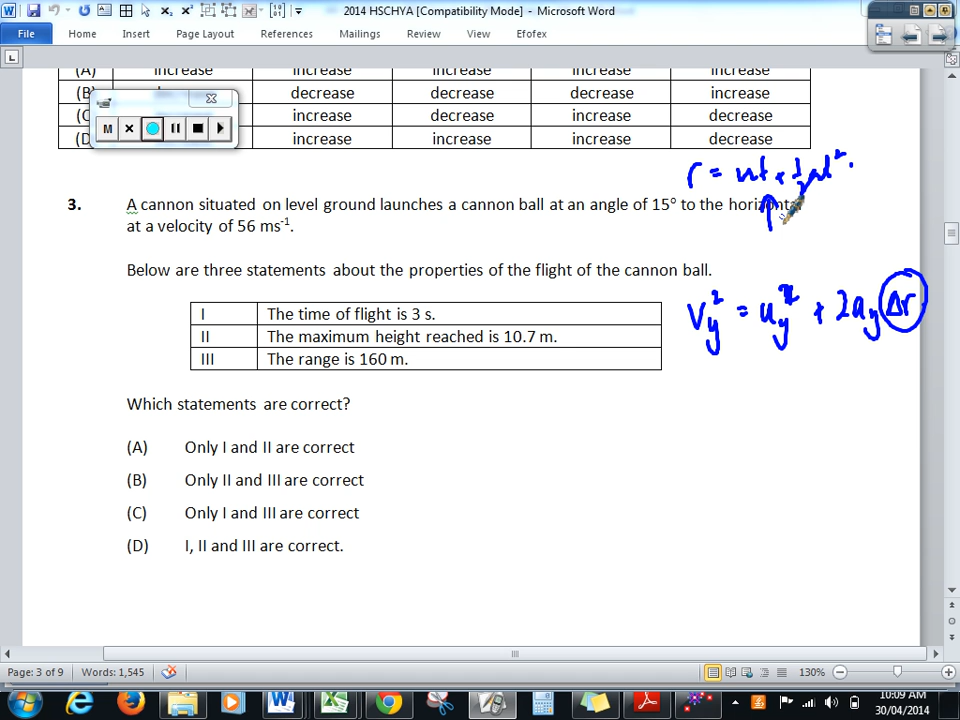 2014 HSCHYA [Compatibility Mode] - Microsoft Word
File Home Insert Page Layout References Mailings Review View Efofex
(A) increase increase increase increase increase
(B) decrease decrease decrease increase
(C increase decrease increase decrease
(D increase increase increase decrease
M
r = ut + 1/2 at².
3. A cannon situated on level ground launches a cannon ball at an angle of 15° to the horizontal
at a velocity of 56 ms⁻¹.
Below are three statements about the properties of the flight of the cannon ball.
I The time of flight is 3 s.
II The maximum height reached is 10.7 m.
III The range is 160 m.
v_y² = u_y² + 2a_y Δr
Which statements are correct?
(A) Only I and II are correct
(B) Only II and III are correct
(C) Only I and III are correct
(D) I, II and III are correct.
Page: 3 of 9 Words: 1,545 130%
10:09 AM
30/04/2014